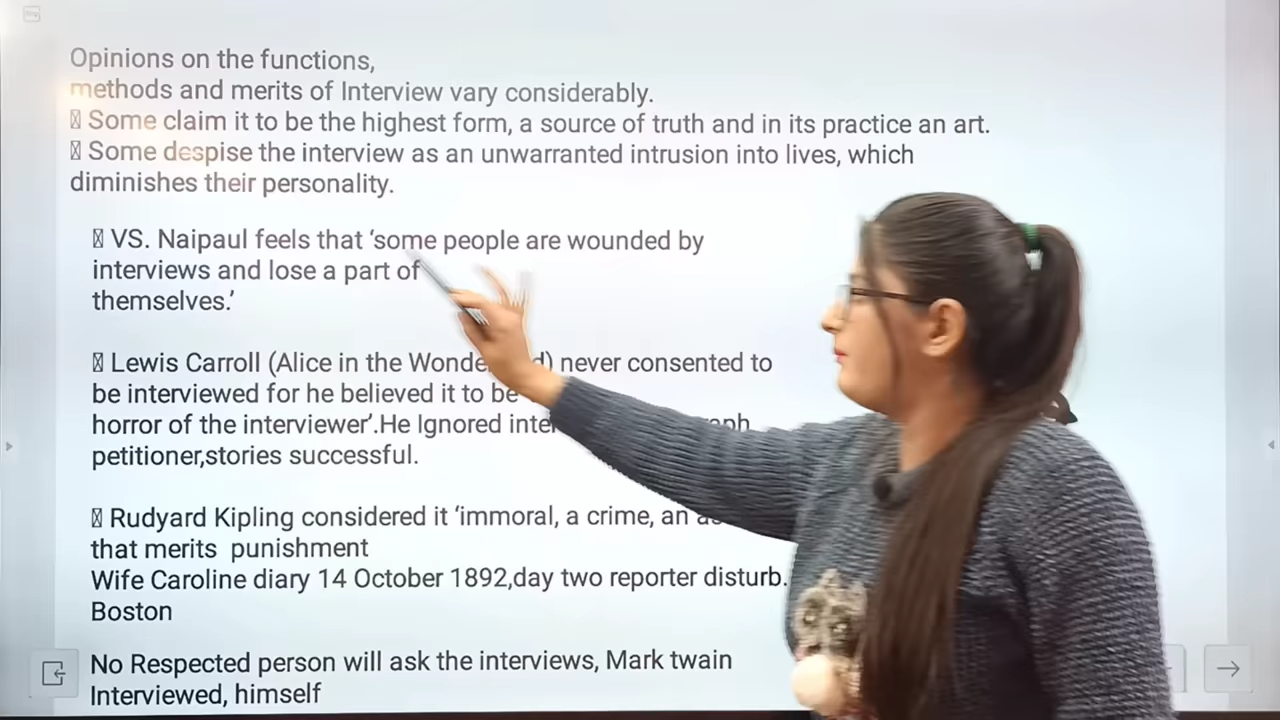 Opinions on the functions,
methods and merits of Interview vary considerably.
Some claim it to be the highest form, a source of truth and in its practice an art.
Some despise the interview as an unwarranted intrusion into lives, which
diminishes their personality.
VS. Naipaul feels that ‘some people are wounded by
interviews and lose a part of
themselves.’
Lewis Carroll (Alice in the never consented to
be interviewed for he believed it to be
horror of the interviewer’.He Ignored
petitioner,stories successful.
Rudyard Kipling considered it ‘immoral, a crime, an
that merits punishment
Wife Caroline diary 14 October 1892,day two reporter disturb.
Boston
No Respected person will ask the interviews, Mark twain
Interviewed, himself